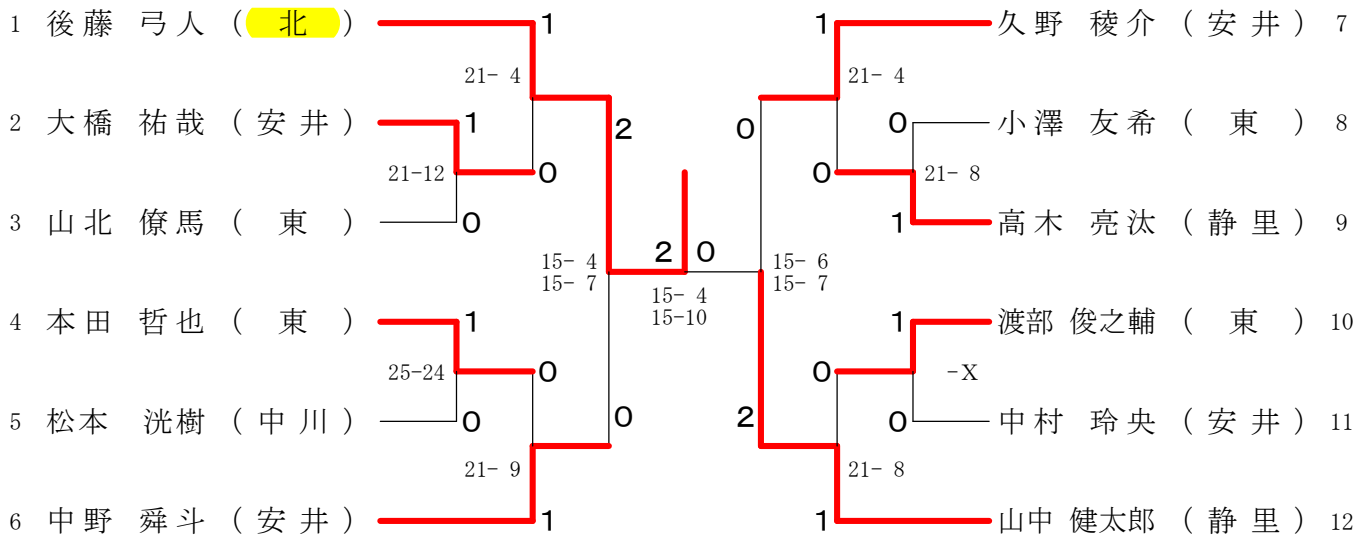 1 後藤 弓人 ( 北 ) 1 1 久野 稜介 ( 安井 ) 7
21- 4 21- 4
2 大橋 祐哉 ( 安井 ) 1 2 0 0 小澤 友希 ( 東 ) 8
21-12 0 0 21- 8
3 山北 僚馬 ( 東 ) 0 1 高木 亮汰 ( 静里 ) 9
15- 4 2 0 15- 6
15- 7 15- 7
15- 4
15-10
4 本田 哲也 ( 東 ) 1 1 渡部 俊之輔 ( 東 ) 10
25-24 0 0 -X
5 松本 洸樹 ( 中川 ) 0 0 2 0 中村 玲央 ( 安井 ) 11
21- 9 21- 8
6 中野 舜斗 ( 安井 ) 1 1 山中 健太郎 ( 静里 ) 12